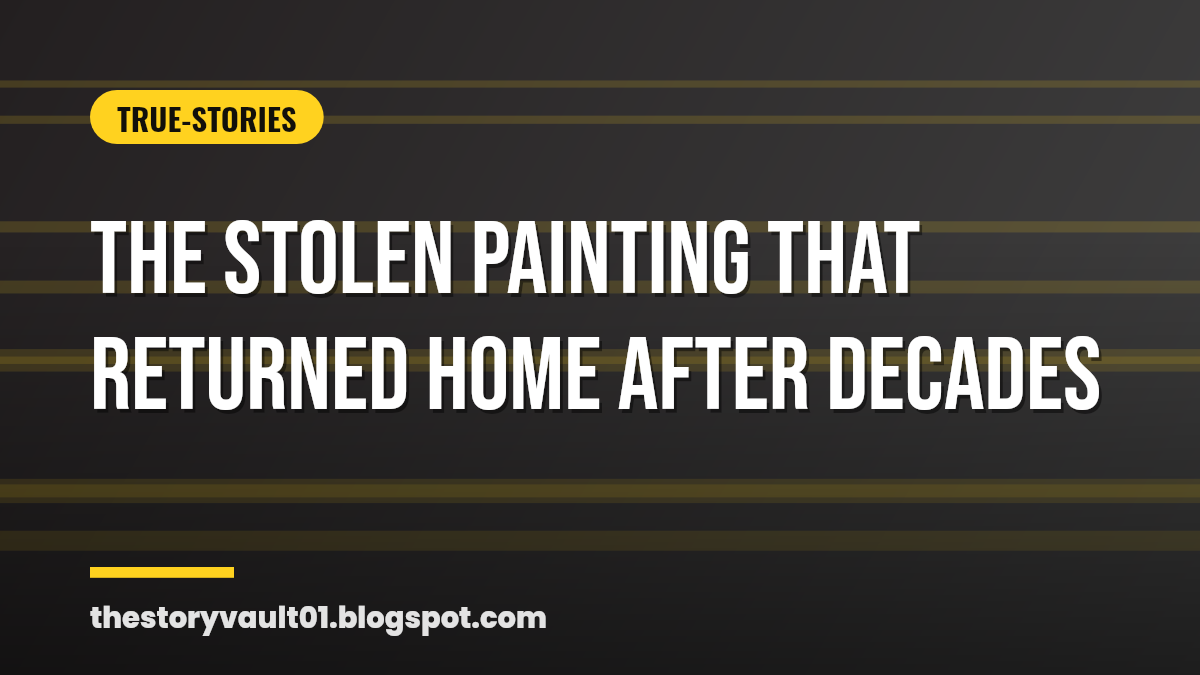 TRUE-STORIES
THE STOLEN PAINTING THAT
RETURNED HOME AFTER DECADES
thestoryvault01.blogspot.com